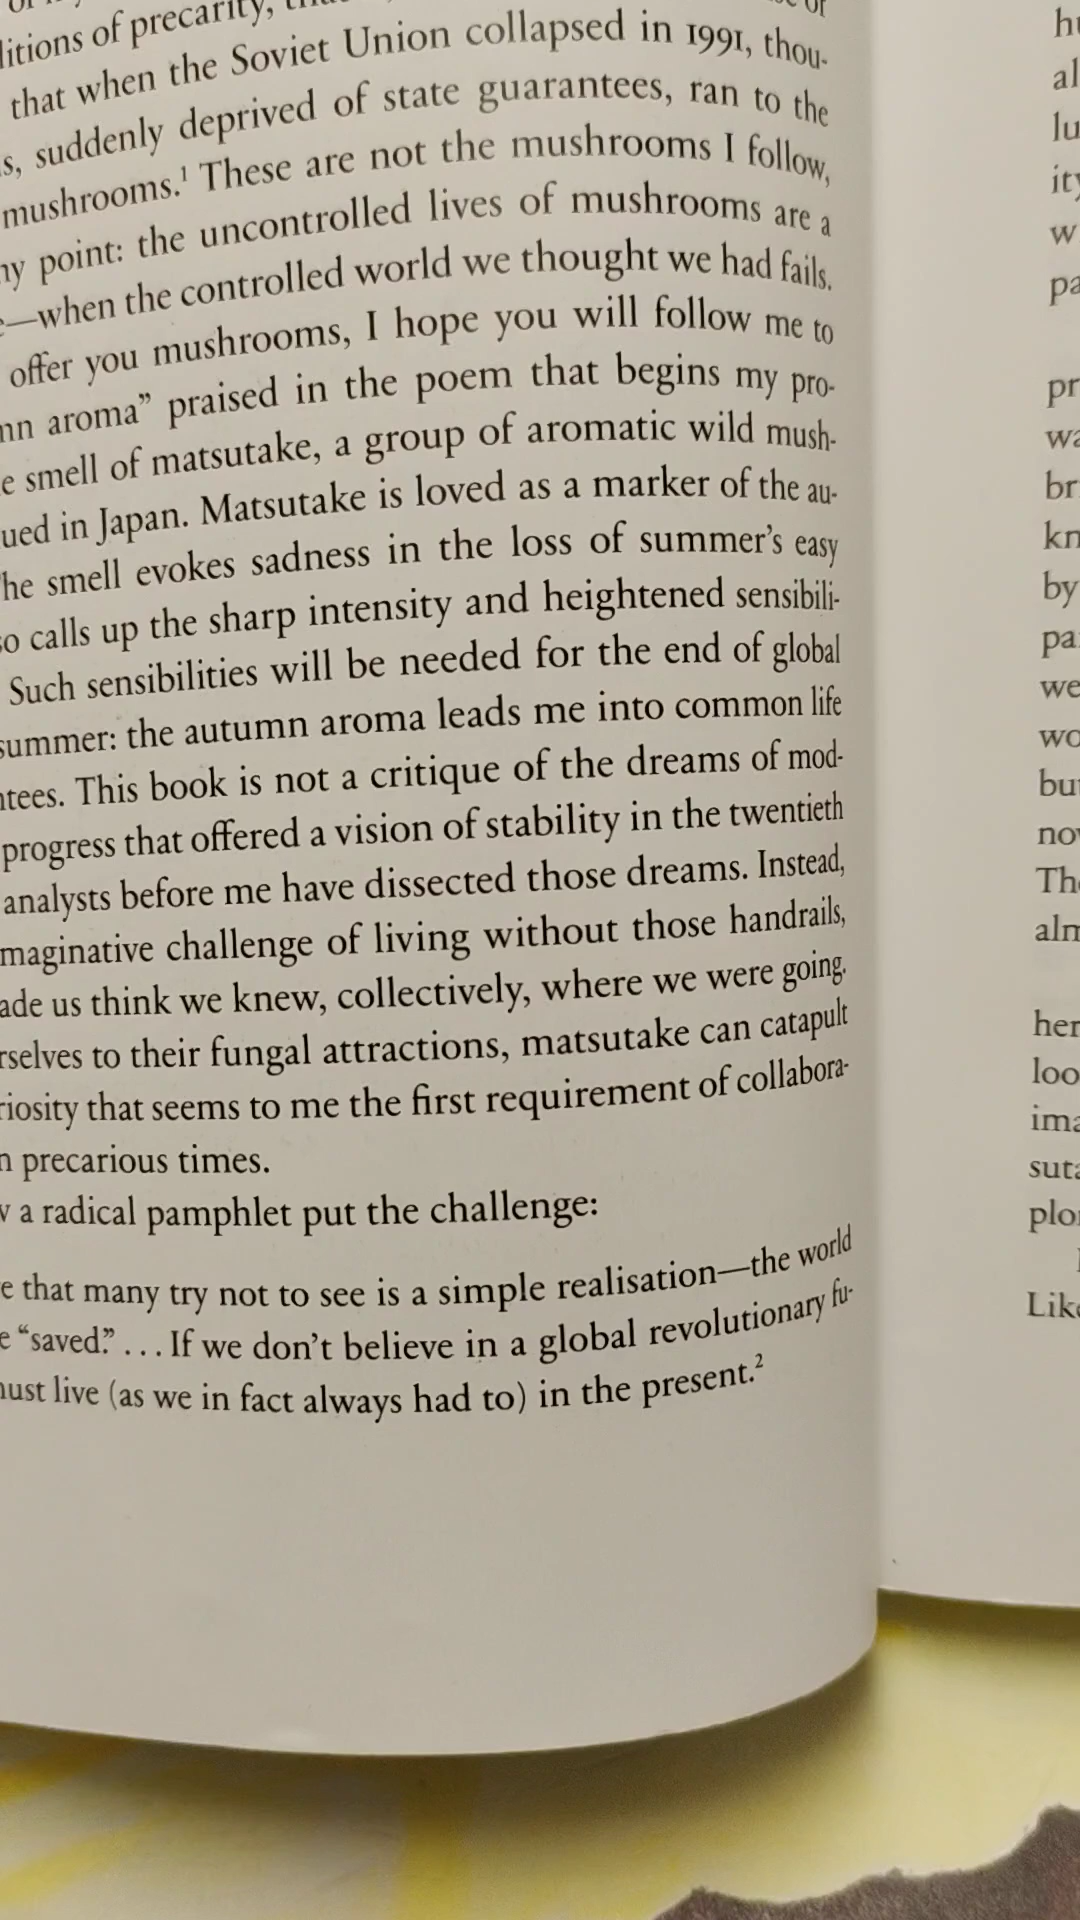 of precarity,
that when the Soviet Union collapsed in 1991, thou-
suddenly deprived of state guarantees, ran to the
mushrooms.¹ These are not the mushrooms I follow,
point: the uncontrolled lives of mushrooms are a
—when the controlled world we thought we had fails.
offer you mushrooms, I hope you will follow me to
aroma” praised in the poem that begins my pro-
smell of matsutake, a group of aromatic wild mush-
in Japan. Matsutake is loved as a marker of the au-
smell evokes sadness in the loss of summer’s easy
calls up the sharp intensity and heightened sensibili-
Such sensibilities will be needed for the end of global
summer: the autumn aroma leads me into common life
This book is not a critique of the dreams of mod-
progress that offered a vision of stability in the twentieth
analysts before me have dissected those dreams. Instead,
maginative challenge of living without those handrails,
ade us think we knew, collectively, where we were going.
rselves to their fungal attractions, matsutake can catapult
riosity that seems to me the first requirement of collabora-
n precarious times.
a radical pamphlet put the challenge:
that many try not to see is a simple realisation—the world
“saved.” . . . If we don’t believe in a global revolutionary fu-
ust live (as we in fact always had to) in the present.²
al
lu
w
pa
pr
wa
br
kn
by
pa
we
wo
but
no
The
alm
her
loo
ima
suta
plo
Like